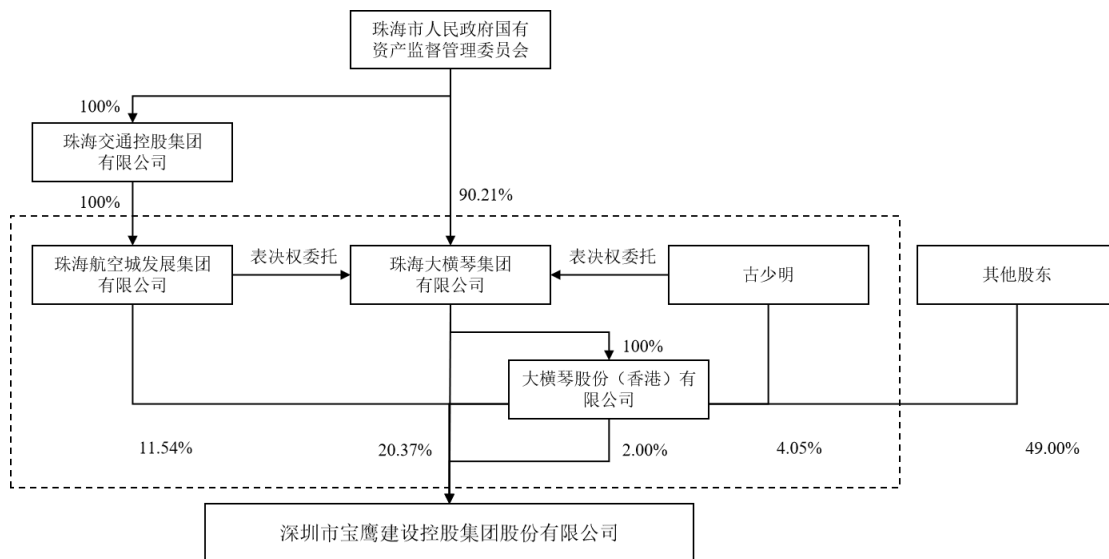 珠海市人民政府国有
资产监督管理委员会
100%
珠海交通控股集团
有限公司
100%
90.21%
珠海航空城发展集团
有限公司
表决权委托
珠海大横琴集团
有限公司
表决权委托
古少明
其他股东
100%
大横琴股份（香港）有
限公司
11.54%
20.37%
2.00%
4.05%
49.00%
深圳市宝鹰建设控股集团股份有限公司